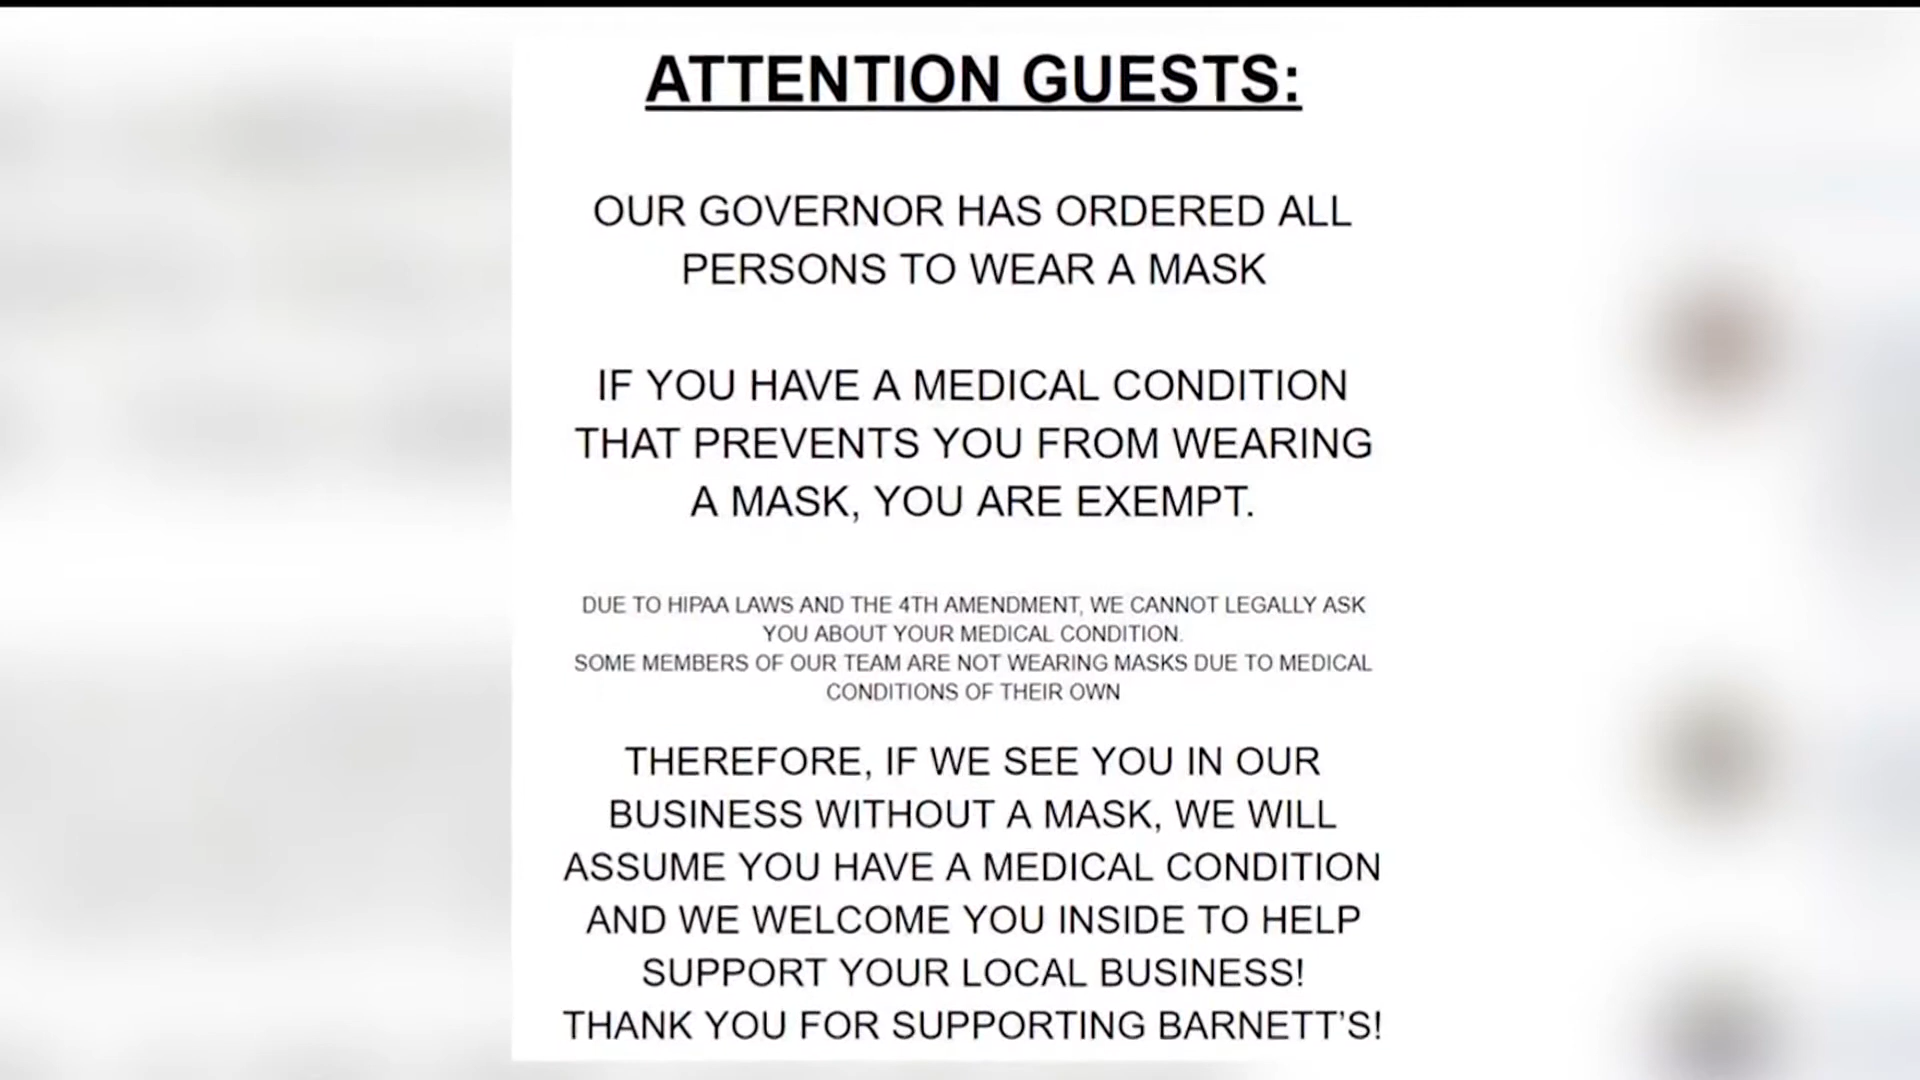 ATTENTION GUESTS:
OUR GOVERNOR HAS ORDERED ALL
PERSONS TO WEAR A MASK
IF YOU HAVE A MEDICAL CONDITION
THAT PREVENTS YOU FROM WEARING
A MASK, YOU ARE EXEMPT.
DUE TO HIPAA LAWS AND THE 4TH AMENDMENT, WE CANNOT LEGALLY ASK
YOU ABOUT YOUR MEDICAL CONDITION.
SOME MEMBERS OF OUR TEAM ARE NOT WEARING MASKS DUE TO MEDICAL
CONDITIONS OF THEIR OWN
THEREFORE, IF WE SEE YOU IN OUR
BUSINESS WITHOUT A MASK, WE WILL
ASSUME YOU HAVE A MEDICAL CONDITION
AND WE WELCOME YOU INSIDE TO HELP
SUPPORT YOUR LOCAL BUSINESS!
THANK YOU FOR SUPPORTING BARNETT'S!